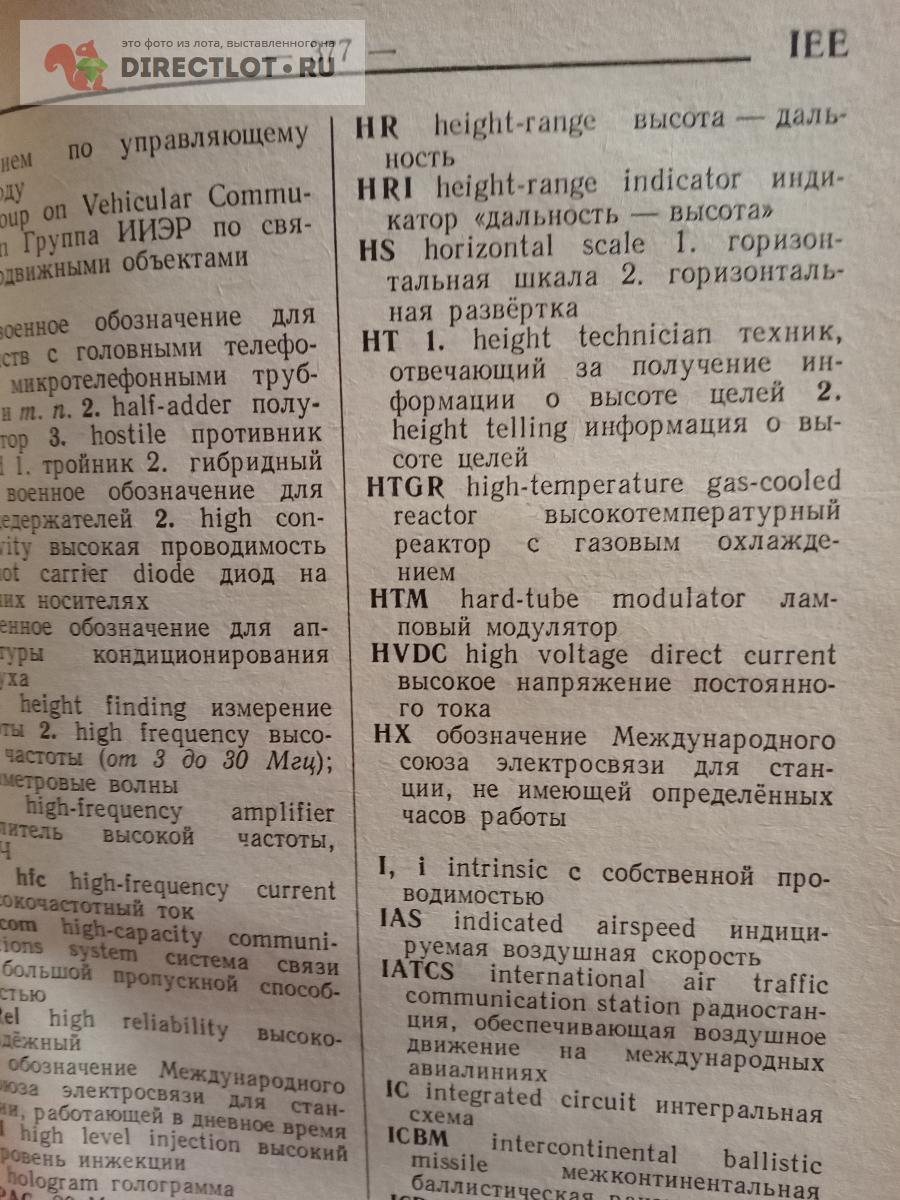 это фото из лота, выставленного на
DIRECTLOT.RU
377 —
IEE
нем по управляющему
оду
oup on Vehicular Commu-
n Группа ИИЭР по свя-
одвижными объектами
военное обозначение для
ств с головными телефо-
микротелефонными труб-
и т. п. 2. half-adder полу-
тор 3. hostile противник
1. тройник 2. гибридный
военное обозначение для
едержателей 2. high con-
vity высокая проводимость
ot carrier diode диод на
их носителях
енное обозначение для ап-
туры кондиционирования
уха
height finding измерение
ты 2. high frequency высо-
частоты (от 3 до 30 Мгц);
метровые волны
high-frequency amplifier
литель высокой частоты,
Ч
hfc high-frequency current
сокочастотный ток
com high-capacity communi-
tions system система связи
большой пропускной способ-
стью
Rel high reliability высоко-
дёжный
обозначение Международного
юза электросвязи для стан-
ии, работающей в дневное время
high level injection высокий
ровень инжекции
hologram голограмма
HR height-range высота — даль-
ность
HRI height-range indicator инди-
катор «дальность — высота»
HS horizontal scale 1. горизон-
тальная шкала 2. горизонталь-
ная развёртка
HT 1. height technician техник,
отвечающий за получение ин-
формации о высоте целей 2.
height telling информация о вы-
соте целей
HTGR high-temperature gas-cooled
reactor высокотемпературный
реактор с газовым охлажде-
нием
HTM hard-tube modulator лам-
повый модулятор
HVDC high voltage direct current
высокое напряжение постоянно-
го тока
HX обозначение Международного
союза электросвязи для стан-
ции, не имеющей определённых
часов работы
I, i intrinsic с собственной про-
водимостью
IAS indicated airspeed индици-
руемая воздушная скорость
IATCS international air traffic
communication station радиостан-
ция, обеспечивающая воздушное
движение на международных
авиалиниях
IC integrated circuit интегральная
схема
ICBM intercontinental ballistic
missile межконтинентальная
баллистическая